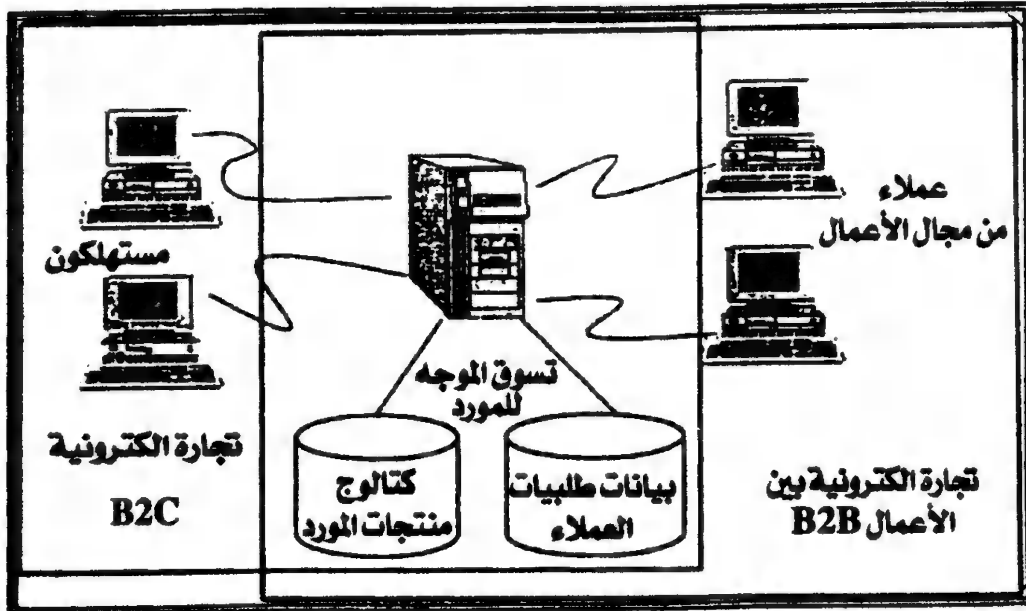 عملاء
من مجال الأعمال
تجارة الكترونية بين
الأعمال B2B
تسوق الموجه
للمورد
بيانات طلبيات
العملاء
كتالوج
منتجات المورد
مستهلكون
تجارة الكترونية
B2C